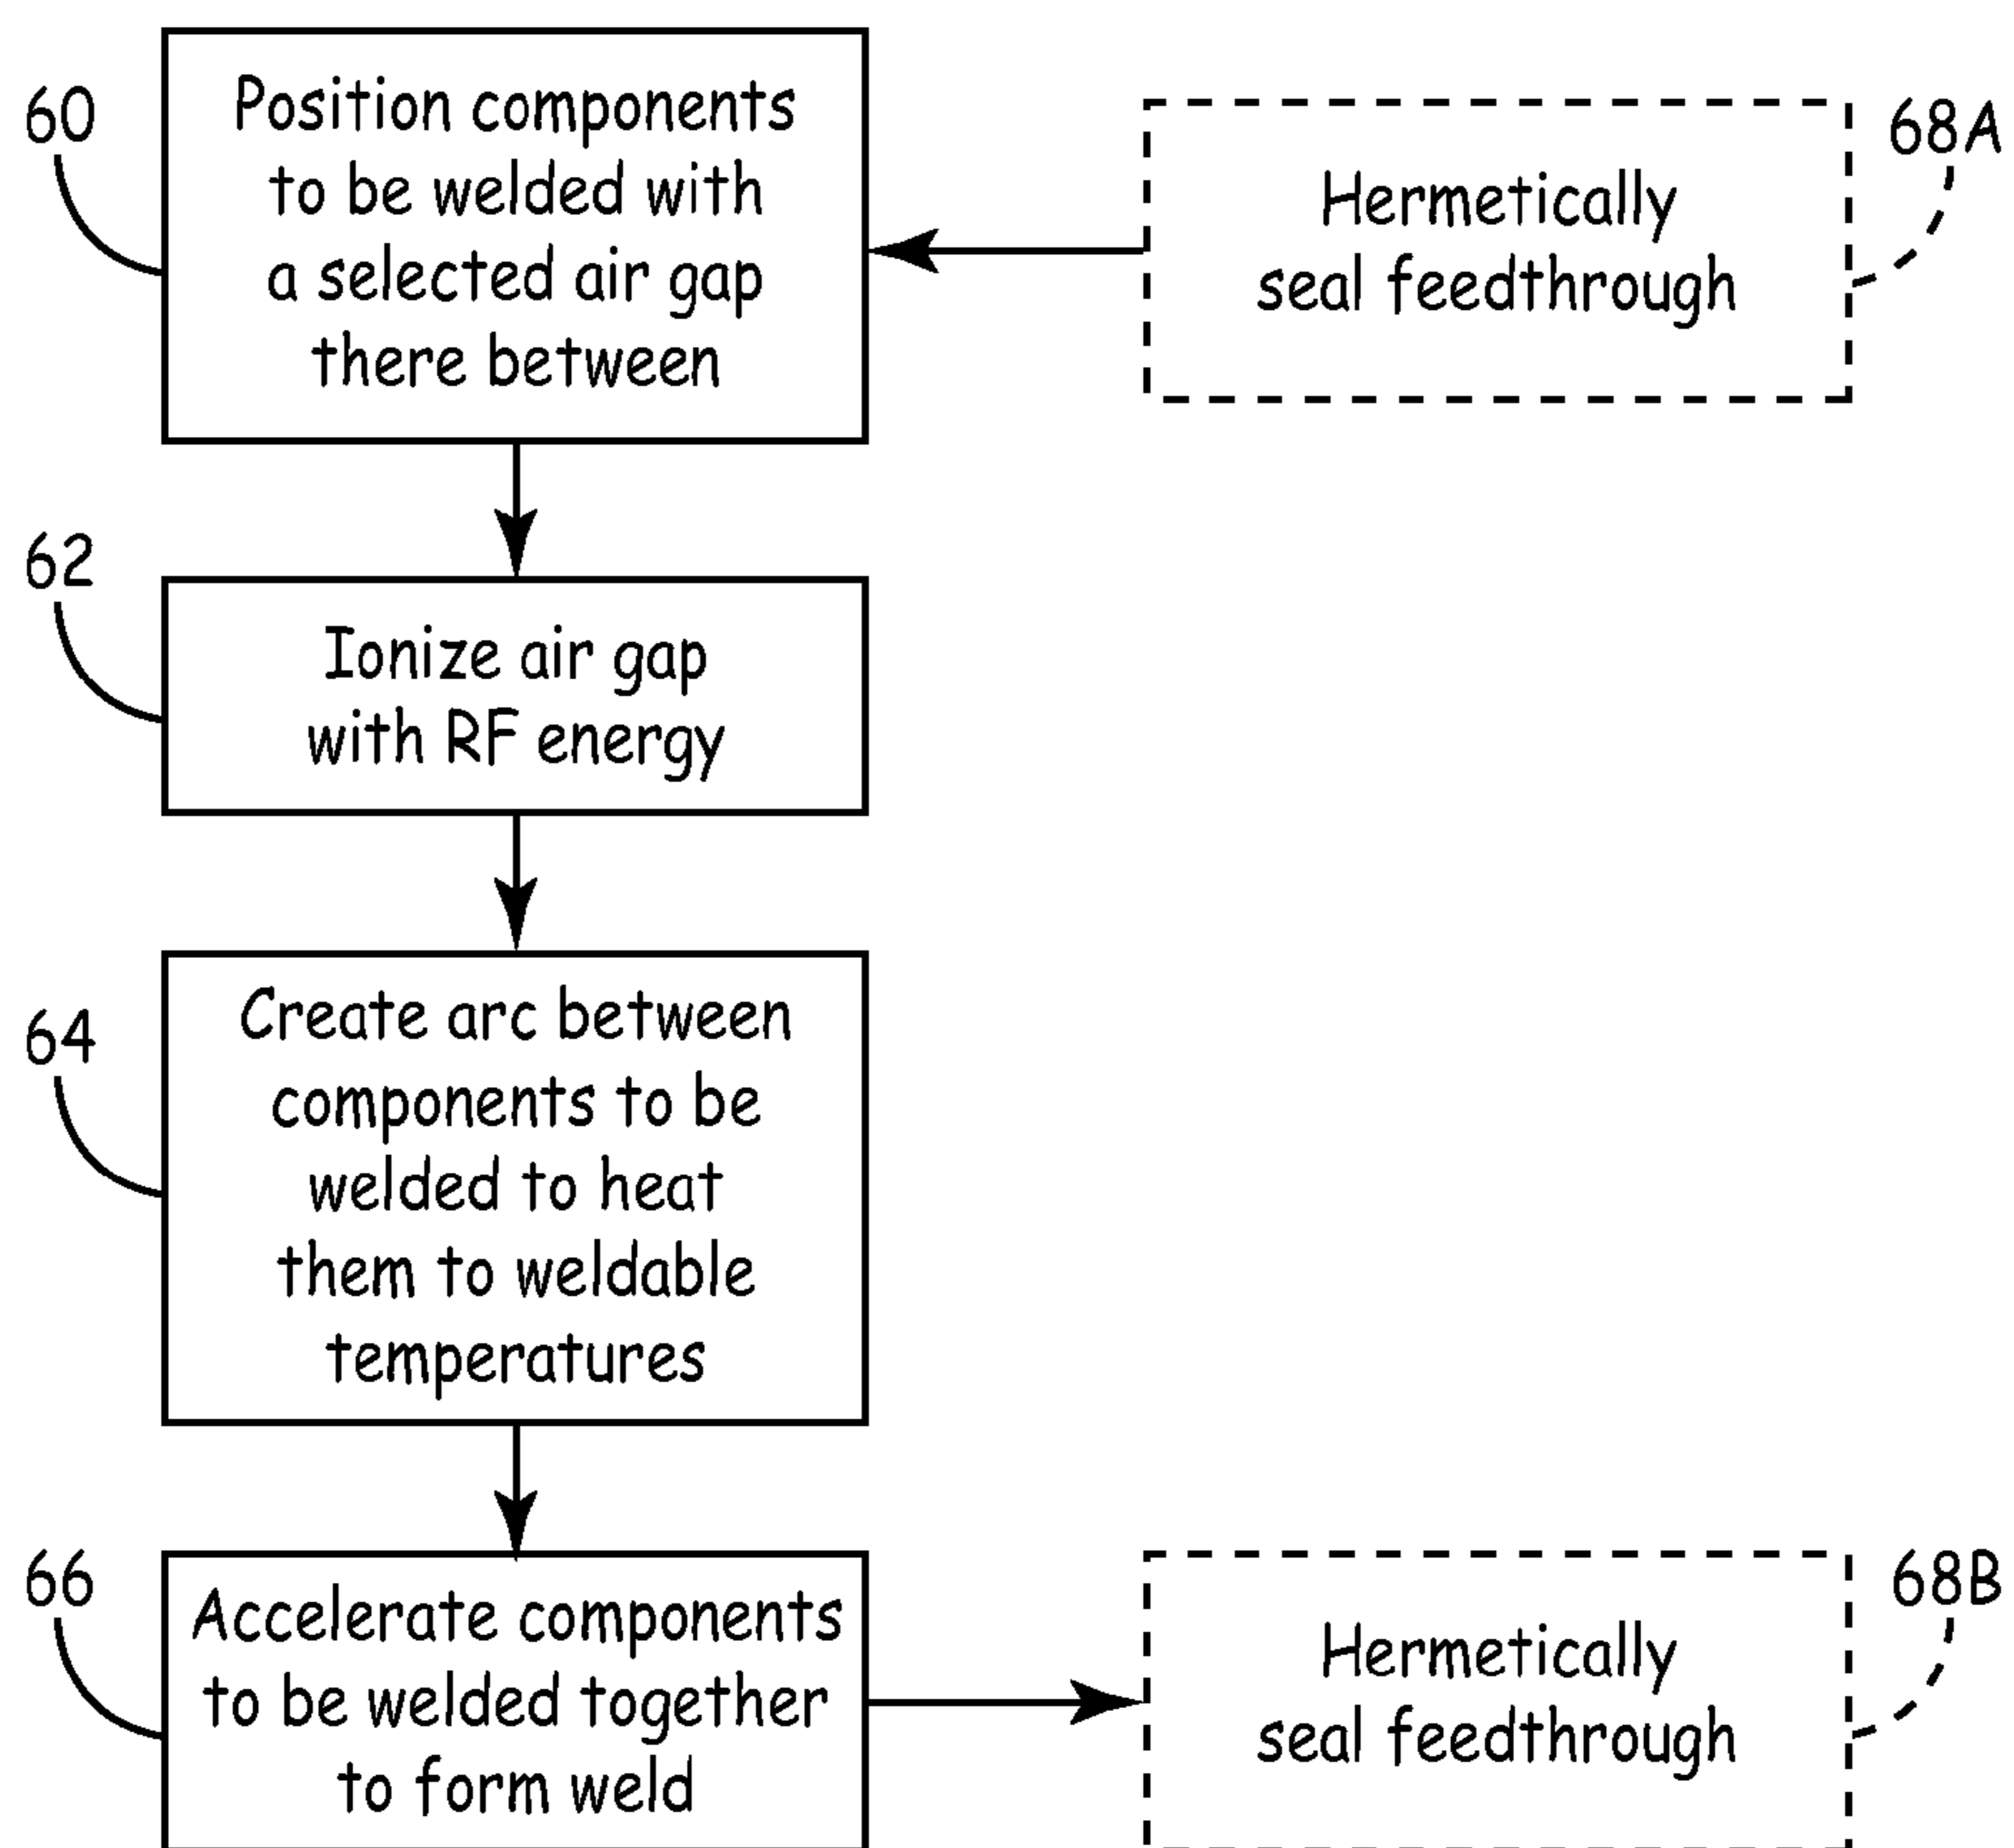 60
Position components
to be welded with
a selected air gap
there between
68A
Hermetically
seal feedthrough
62
Ionize air gap
with RF energy
64
Create arc between
components to be
welded to heat
them to weldable
temperatures
66
Accelerate components
to be welded together
to form weld
68B
Hermetically
seal feedthrough